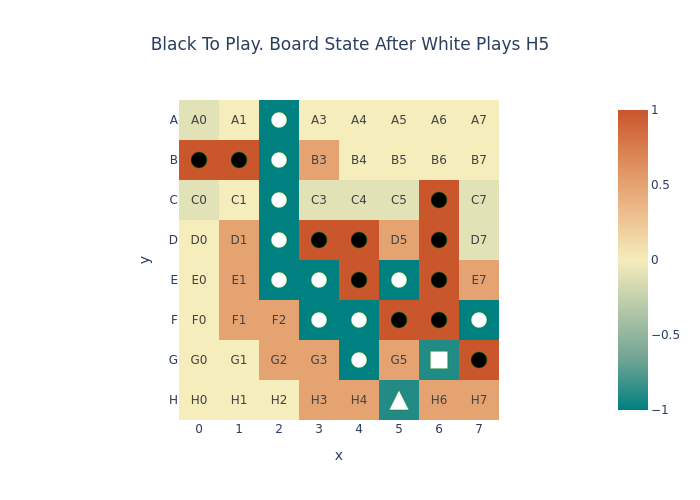 Black To Play. Board State After White Plays H5
A A0 A1 A3 A4 A5 A6 A7
B B3 B4 B5 B6 B7
C C0 C1 C3 C4 C5 C7
D D0 D1 D5 D7
E E0 E1 E7
F F0 F1 F2
G G0 G1 G2 G3 G5
H H0 H1 H2 H3 H4 H6 H7
0 1 2 3 4 5 6 7
x
y
1
0.5
0
−0.5
−1